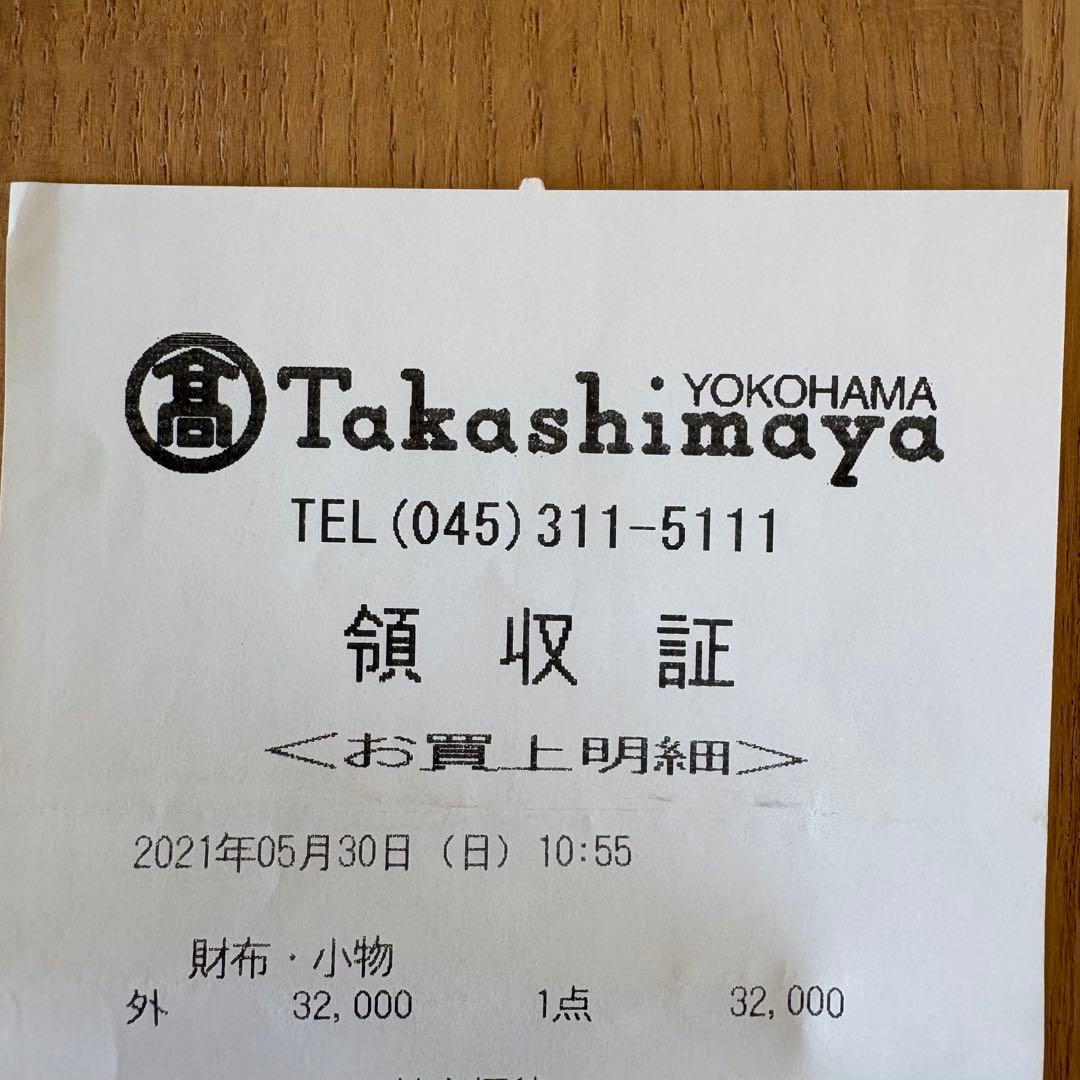 髙 Takashimaya YOKOHAMA
TEL(045)311-5111
領収証
<お買上明細>
2021年05月30日(日)10:55
財布・小物
外 32,000 1点 32,000